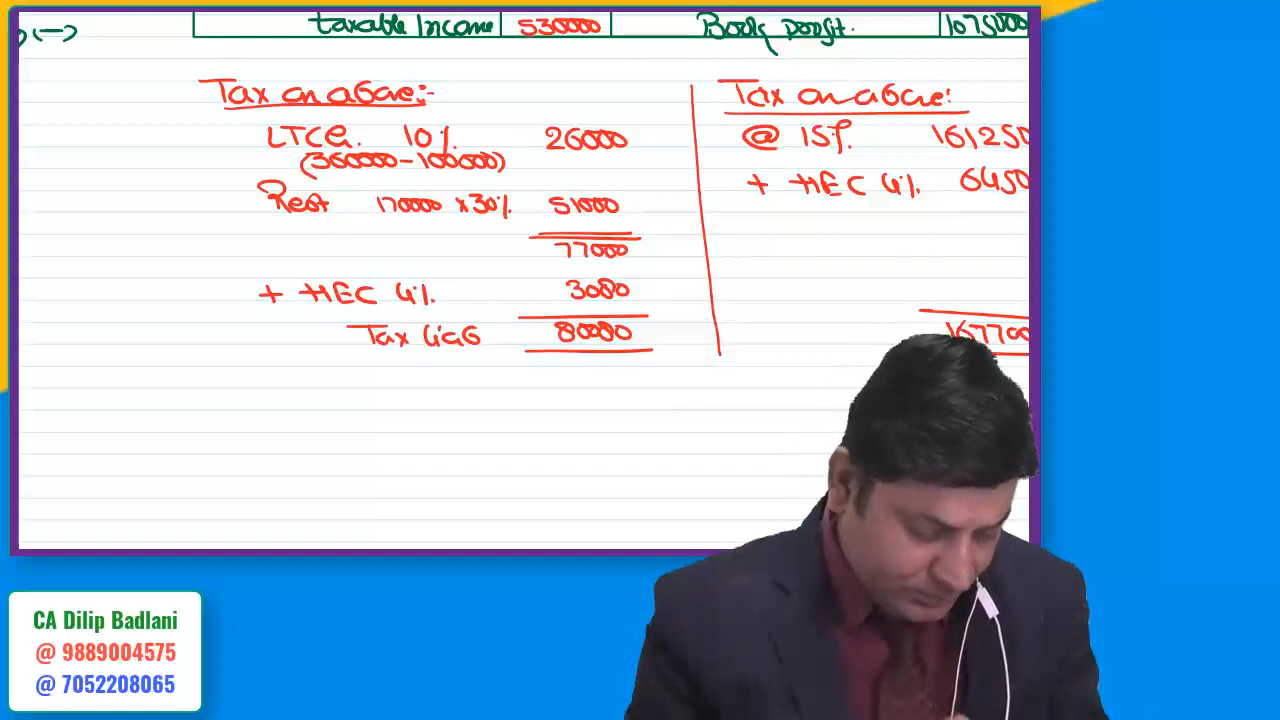 (-) taxable Income 530000 Book Profit. 1075000
Tax on above:-
LTCG. 10% 26000
(360000-100000)
Rest 170000 x30% 51000
77000
+ HEC 4% 3080
Tax liab 80080
Tax on above:
@ 15% 161250
+ HEC 4% 6450
167700
CA Dilip Badlani
@ 9889004575
@ 7052208065